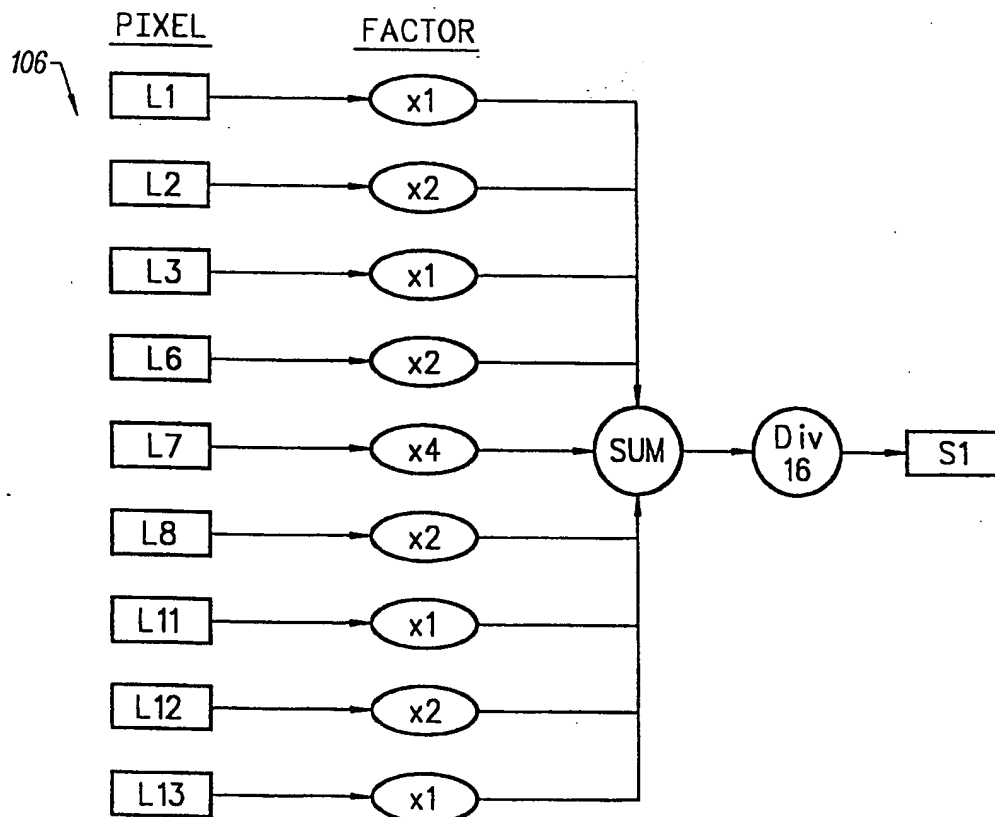 PIXEL FACTOR
106
L1 x1
L2 x2
L3 x1
L6 x2
L7 x4 SUM Div 16 S1
L8 x2
L11 x1
L12 x2
L13 x1